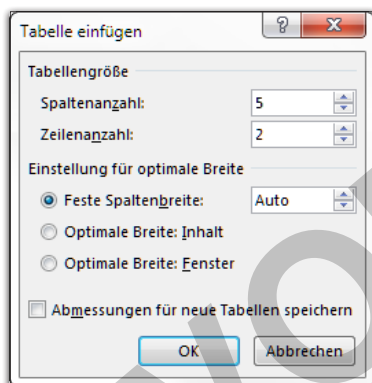 Tabelle einfügen
Tabellengröße
Spaltenanzahl: 5
Zeilenanzahl: 2
Einstellung für optimale Breite
Feste Spaltenbreite: Auto
Optimale Breite: Inhalt
Optimale Breite: Fenster
Abmessungen für neue Tabellen speichern
OK Abbrechen